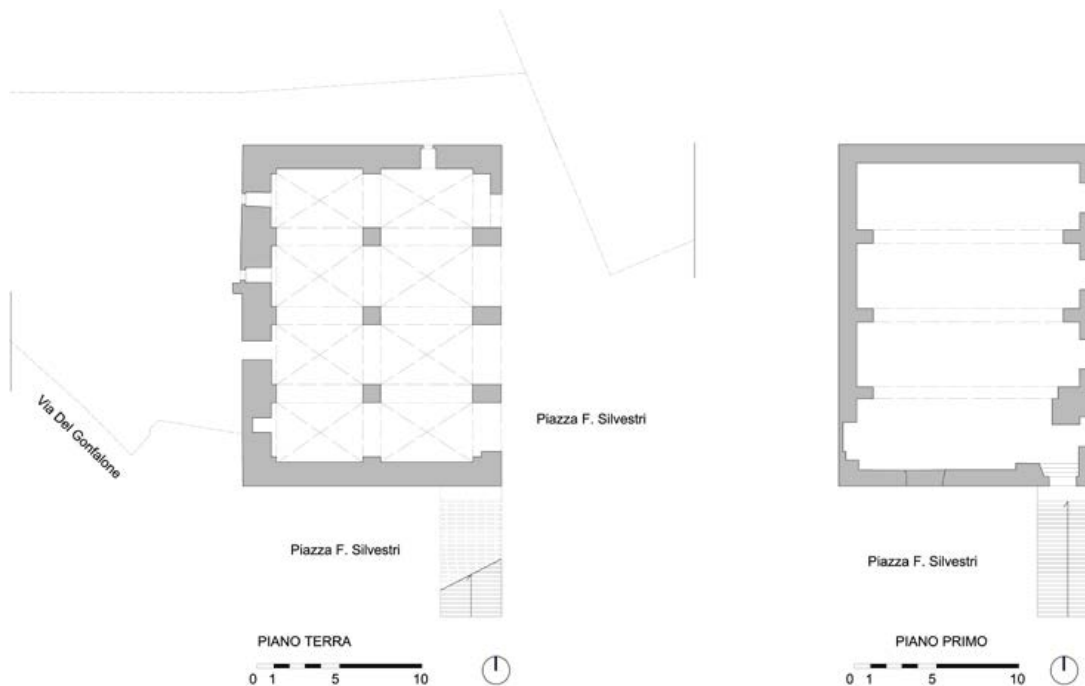 Via Del Gonfalone
Piazza F. Silvestri
Piazza F. Silvestri
PIANO TERRA
0 1 5 10
Piazza F. Silvestri
PIANO PRIMO
0 1 5 10